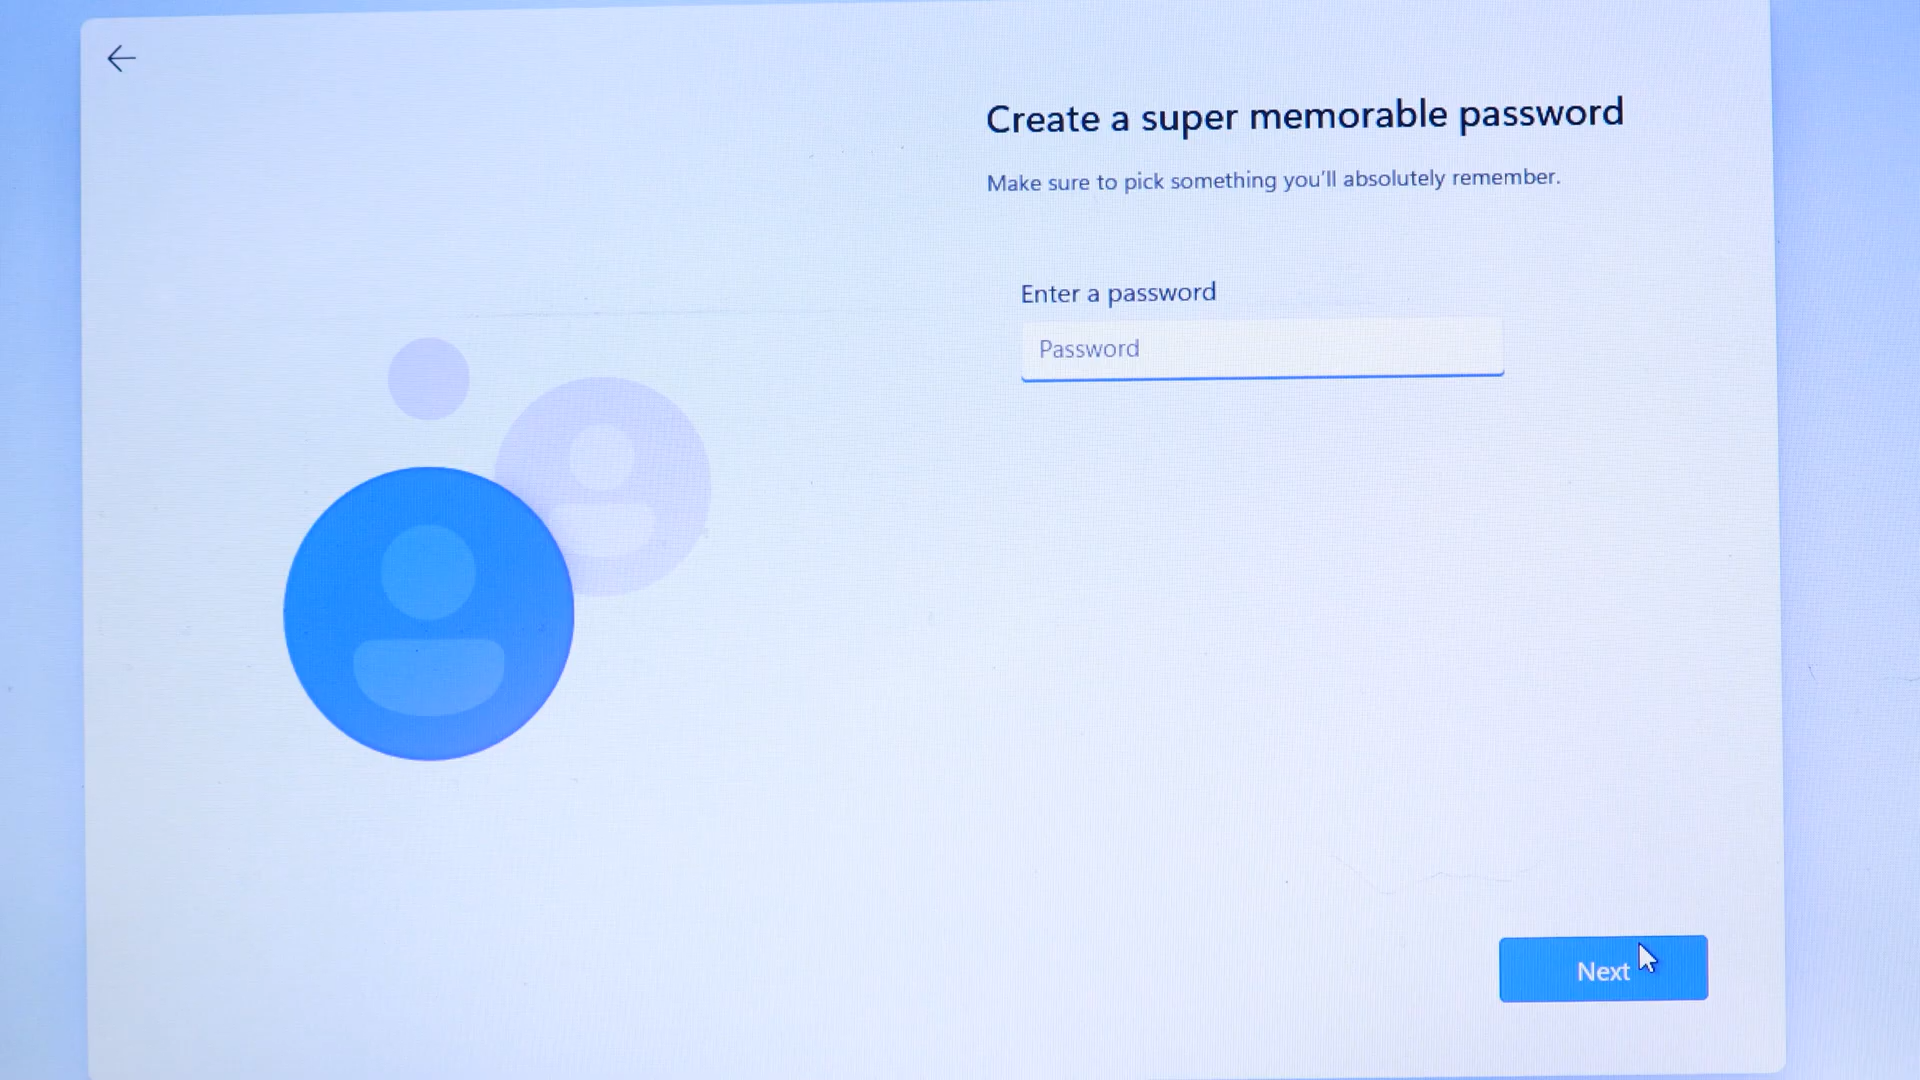 Create a super memorable password
Make sure to pick something you'll absolutely remember.
Enter a password
Password
Next